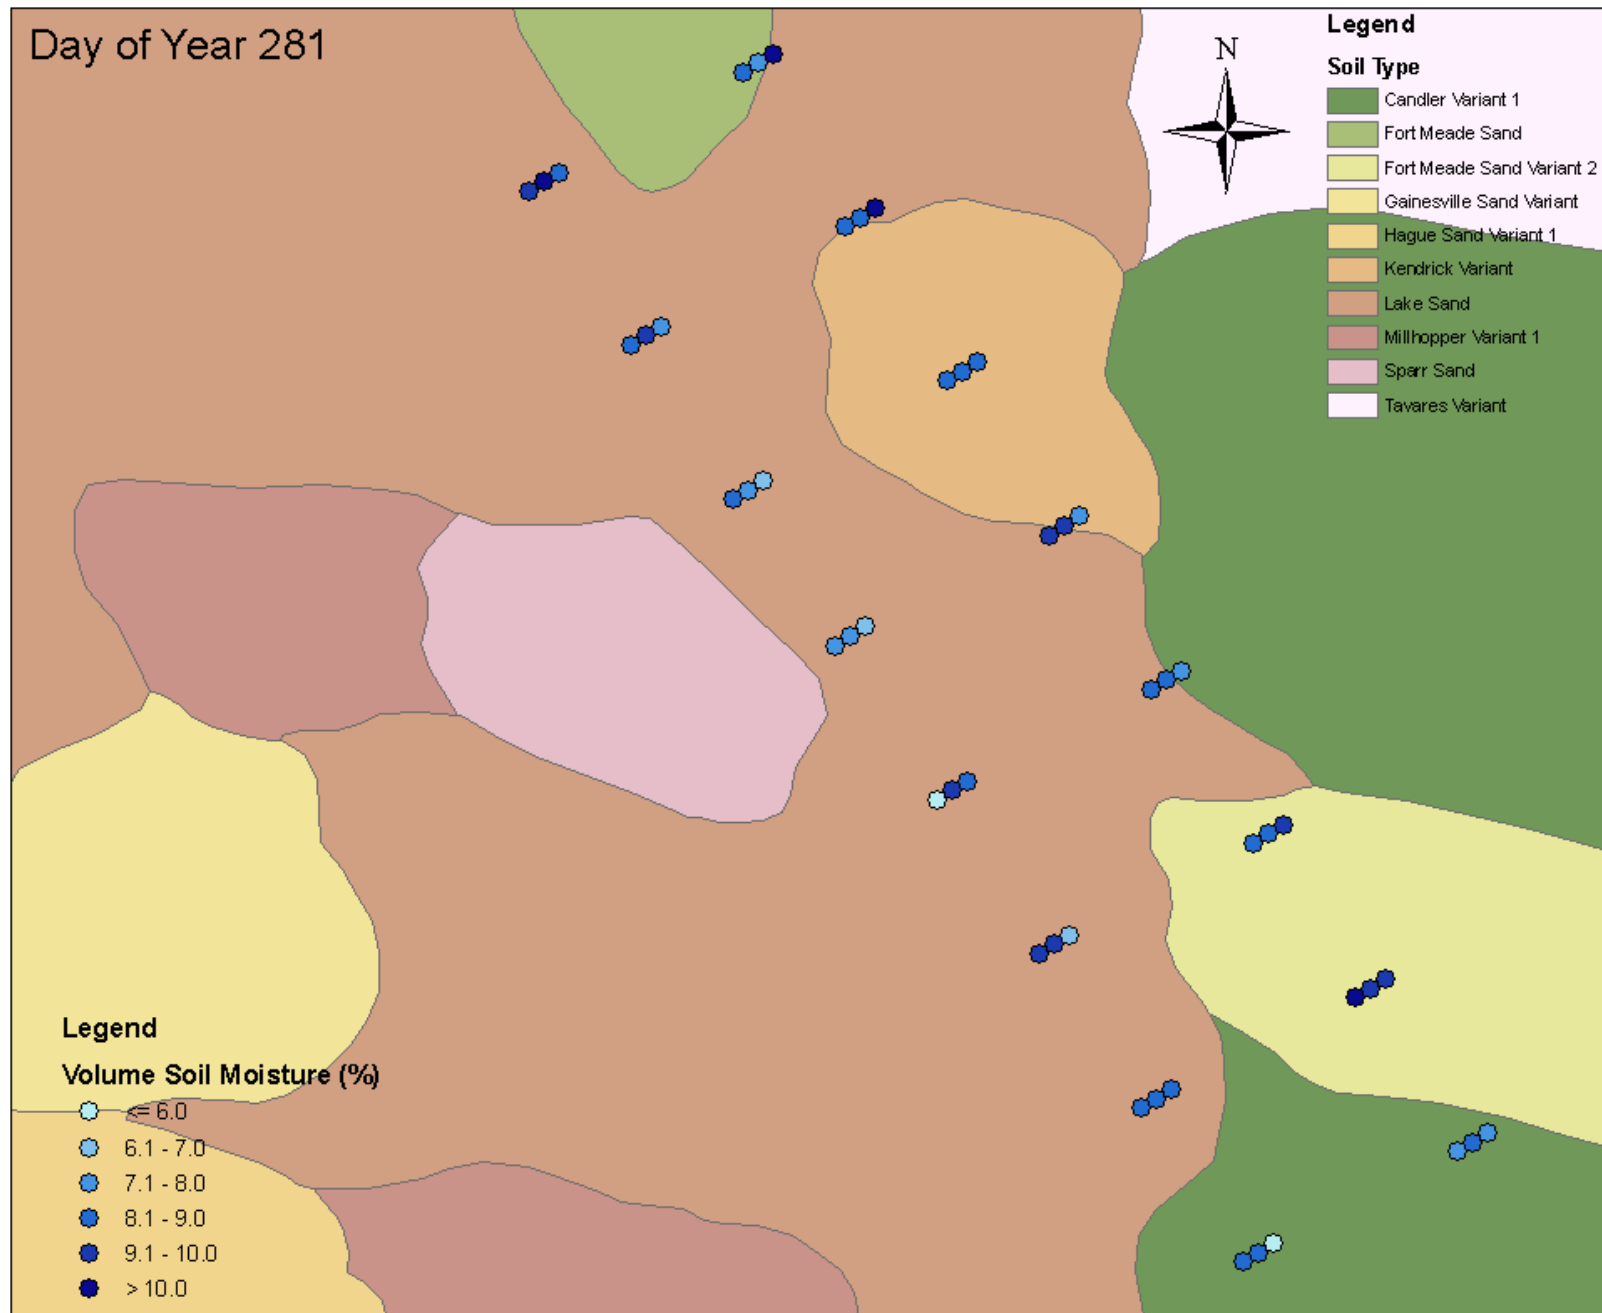 Day of Year 281
N
Legend
Soil Type
Candler Variant 1
Fort Meade Sand
Fort Meade Sand Variant 2
Gainesville Sand Variant
Hague Sand Variant 1
Kendrick Variant
Lake Sand
Millhopper Variant 1
Sparr Sand
Tavares Variant
Legend
Volume Soil Moisture (%)
<= 6.0
6.1 - 7.0
7.1 - 8.0
8.1 - 9.0
9.1 - 10.0
> 10.0